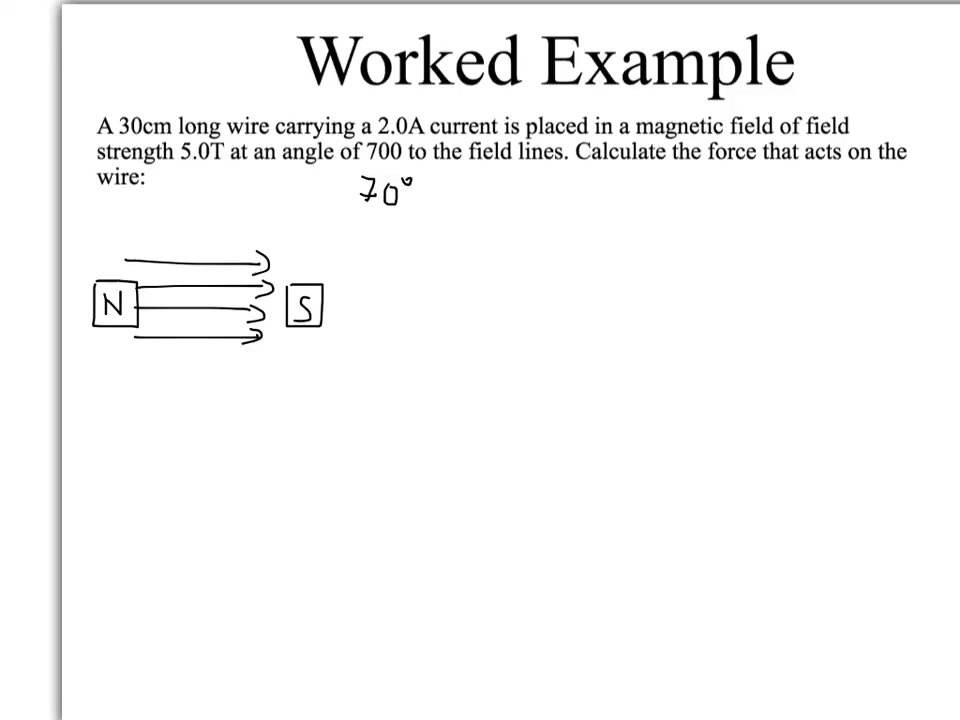 Worked Example
A 30cm long wire carrying a 2.0A current is placed in a magnetic field of field
strength 5.0T at an angle of 700 to the field lines. Calculate the force that acts on the
wire:
70°
N S